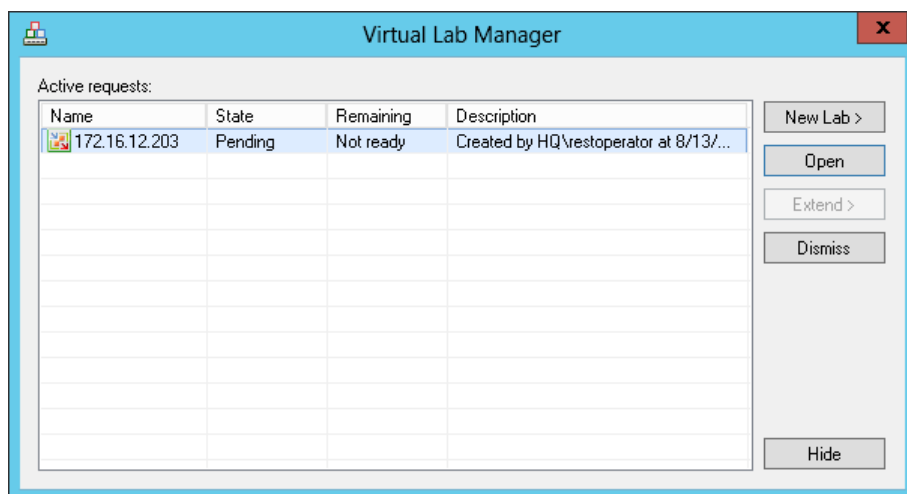 Virtual Lab Manager
x
Active requests:
Name State Remaining Description
172.16.12.203 Pending Not ready Created by HQ\restoperator at 8/13/...
New Lab >
Open
Extend >
Dismiss
Hide